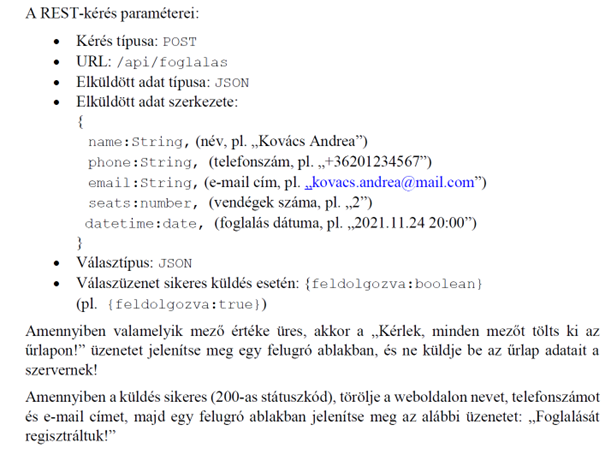 A REST-kérés paraméterei:
• Kérés típusa: POST
• URL: /api/foglalas
• Elküldött adat típusa: JSON
• Elküldött adat szerkezete:
{
name:String, (név, pl. „Kovács Andrea”)
phone:String, (telefonszám, pl. „+36201234567”)
email:String, (e-mail cím, pl. „kovacs.andrea@mail.com”)
seats:number, (vendégek száma, pl. „2”)
datetime:date, (foglalás dátuma, pl. „2021.11.24 20:00”)
}
• Választípus: JSON
• Válaszüzenet sikeres küldés esetén: {feldolgozva:boolean}
(pl. {feldolgozva:true})
Amennyiben valamelyik mező értéke üres, akkor a „Kérlek, minden mezőt tölts ki az
űrlapon!” üzenetet jelenítse meg egy felugró ablakban, és ne küldje be az űrlap adatait a
szervernek!
Amennyiben a küldés sikeres (200-as státuszkód), törölje a weboldalon nevet, telefonszámot
és e-mail címet, majd egy felugró ablakban jelenítse meg az alábbi üzenetet: „Foglalását
regisztráltuk!”